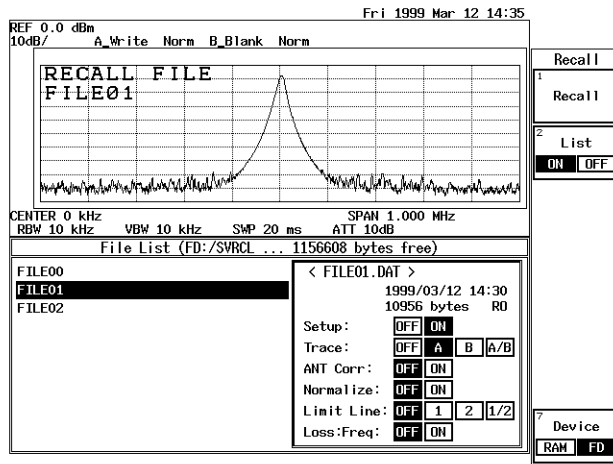 Fri 1999 Mar 12 14:35
REF 0.0 dBm
10dB/ A_Write Norm B_Blank Norm
RECALL FILE
FILE01
CENTER 0 kHz SPAN 1.000 MHz
RBW 10 kHz VBW 10 kHz SWP 20 ms ATT 10dB
File List (FD:/SVRCL ... 1156608 bytes free)
FILE00
FILE01
FILE02
< FILE01.DAT >
1999/03/12 14:30
10956 bytes RO
Setup: OFF ON
Trace: OFF A B A/B
ANT Corr: OFF ON
Normalize: OFF ON
Limit Line: OFF 1 2 1/2
Loss:Freq: OFF ON
Recall
1
Recall
2
List
ON OFF
7
Device
RAM FD